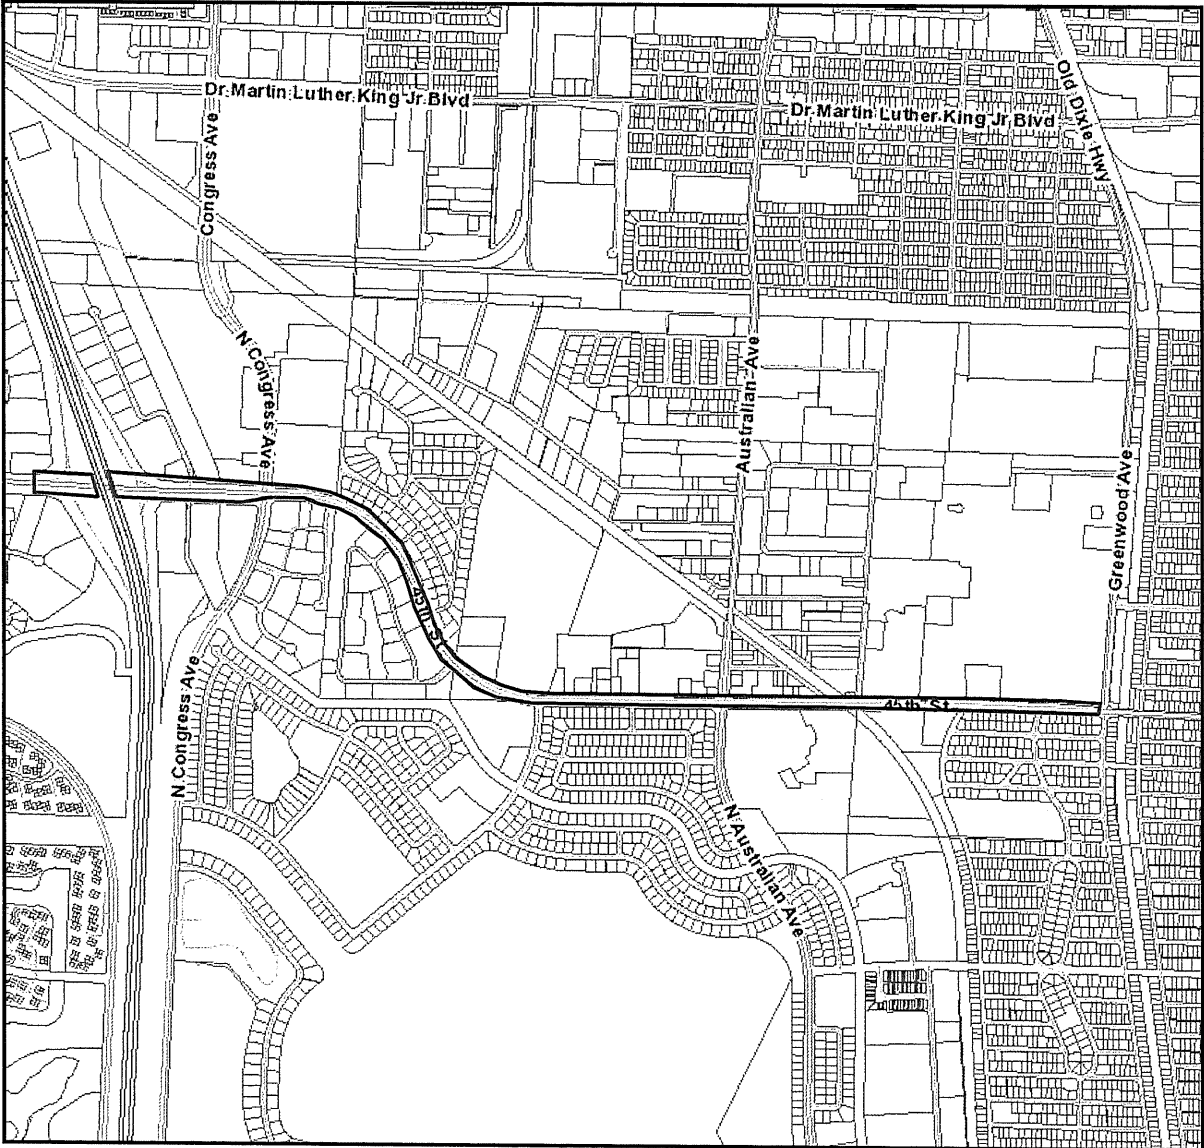 Dr Martin Luther King Jr Blvd
Dr Martin Luther King Jr Blvd
Old Dixie Hwy
Congress Ave
N Congress Ave
Australian Ave
Greenwood Ave
45th St
N Congress Ave
45th St
N Australian Ave